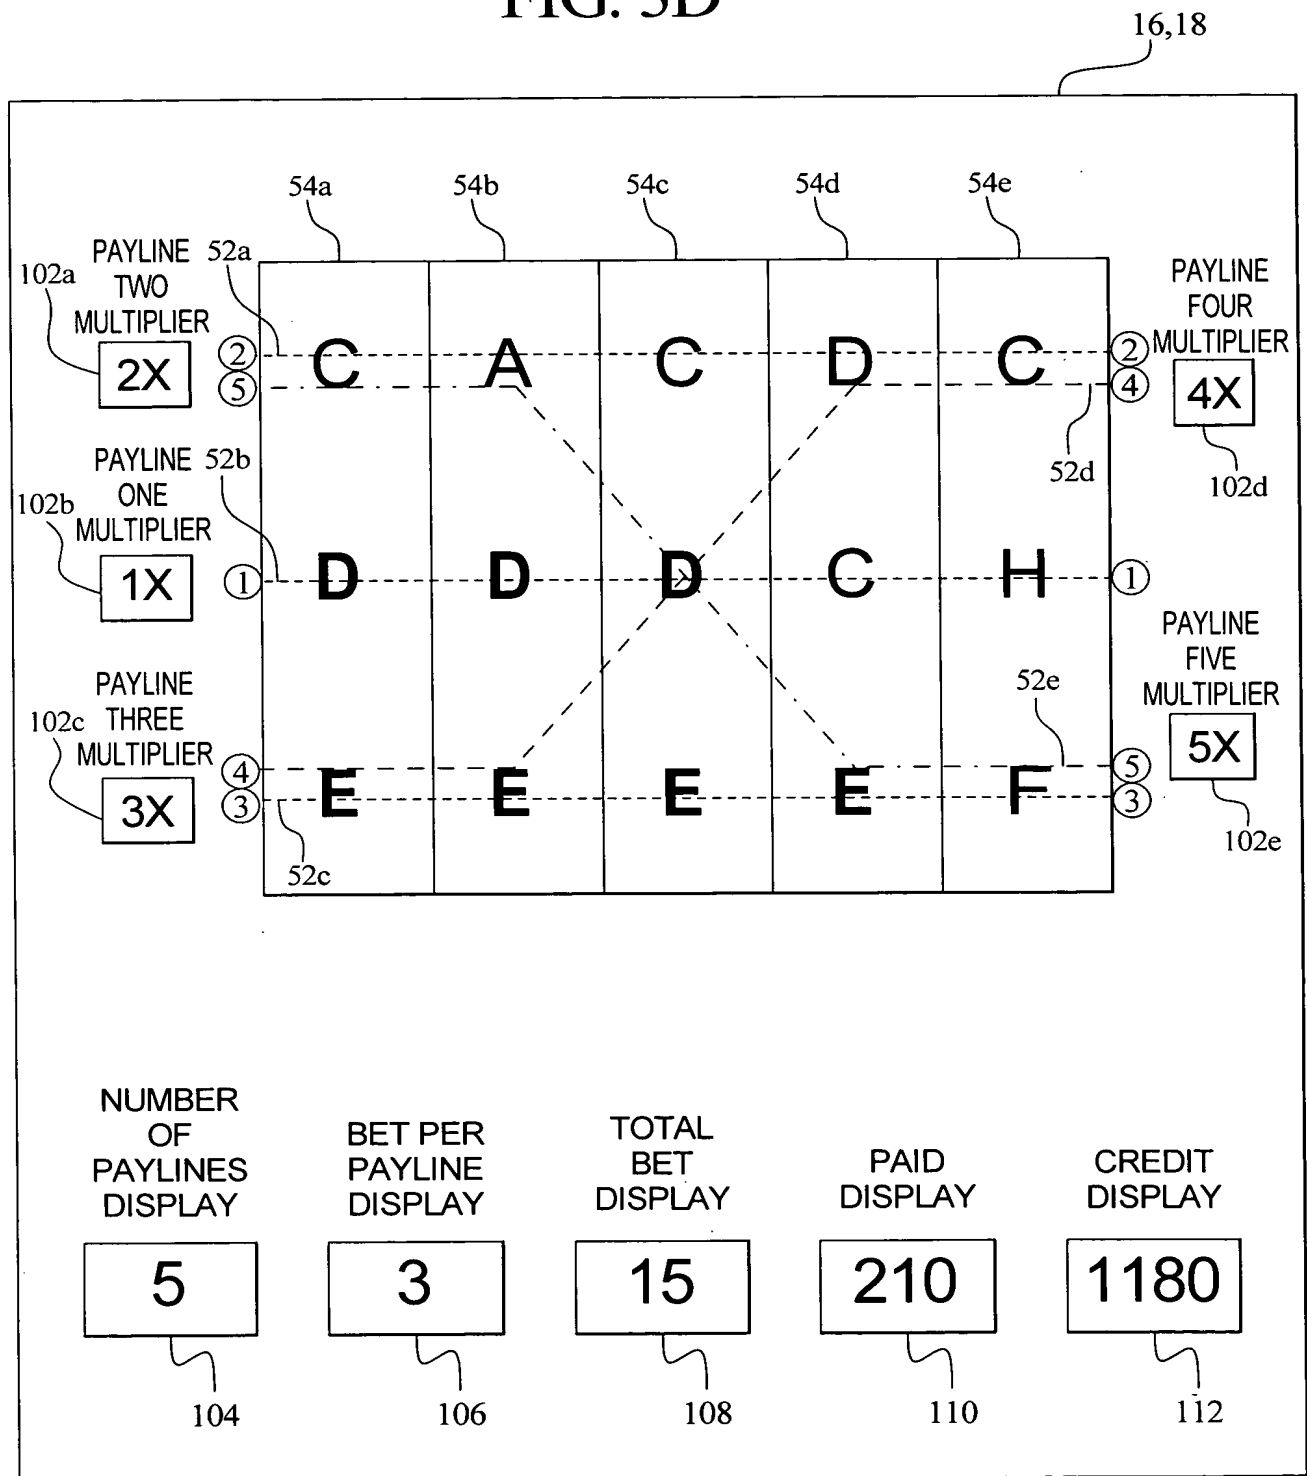 FIG. 5D
16,18
54a 54b 54c 54d 54e
PAYLINE
TWO
MULTIPLIER
102a
2X
52a
② C A C D C ②
⑤ ④
PAYLINE
FOUR
MULTIPLIER
4X
102d
52d
PAYLINE
ONE
MULTIPLIER
102b
1X
52b
① D D D C H ①
PAYLINE
FIVE
MULTIPLIER
5X
102e
52e
PAYLINE
THREE
MULTIPLIER
102c
3X
④ ⑤
③ E E E E F ③
52c
NUMBER
OF
PAYLINES
DISPLAY
5
104
BET PER
PAYLINE
DISPLAY
3
106
TOTAL
BET
DISPLAY
15
108
PAID
DISPLAY
210
110
CREDIT
DISPLAY
1180
112